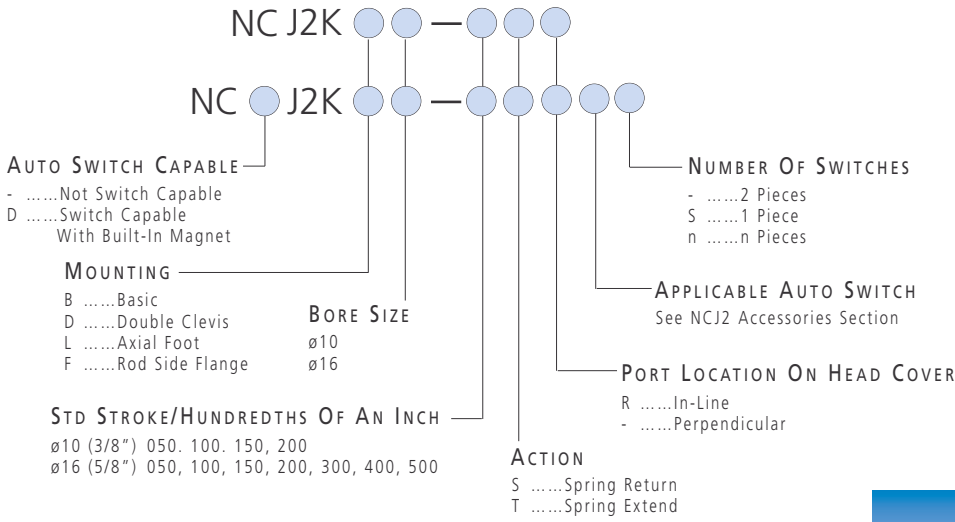 NC J2K —
NC J2K —
AUTO SWITCH CAPABLE
- ......Not Switch Capable
D ......Switch Capable
With Built-In Magnet
MOUNTING
B ......Basic
D ......Double Clevis
L ......Axial Foot
F ......Rod Side Flange
BORE SIZE
ø10
ø16
STD STROKE/HUNDREDTHS OF AN INCH
ø10 (3/8") 050. 100. 150, 200
ø16 (5/8") 050, 100, 150, 200, 300, 400, 500
ACTION
S ......Spring Return
T ......Spring Extend
PORT LOCATION ON HEAD COVER
R ......In-Line
- ......Perpendicular
APPLICABLE AUTO SWITCH
See NCJ2 Accessories Section
NUMBER OF SWITCHES
- ......2 Pieces
S ......1 Piece
n ......n Pieces